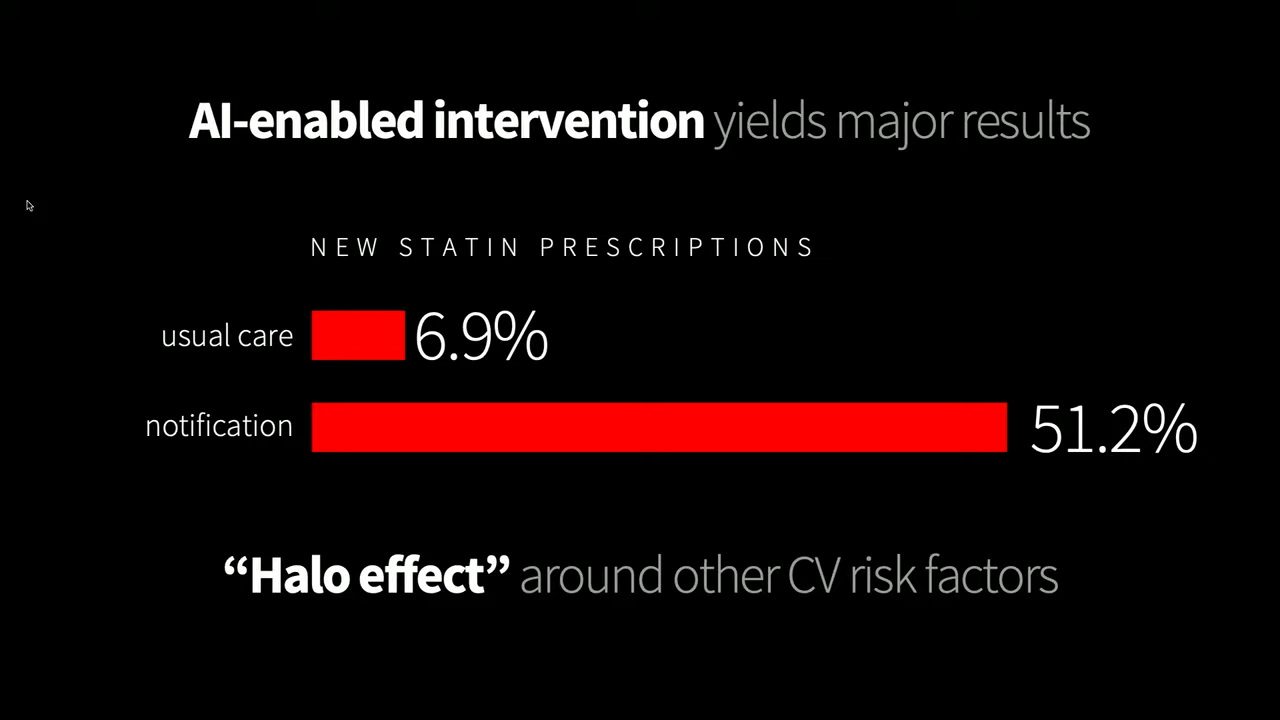 AI-enabled intervention yields major results
NEW STATIN PRESCRIPTIONS
usual care 6.9%
notification 51.2%
“Halo effect” around other CV risk factors